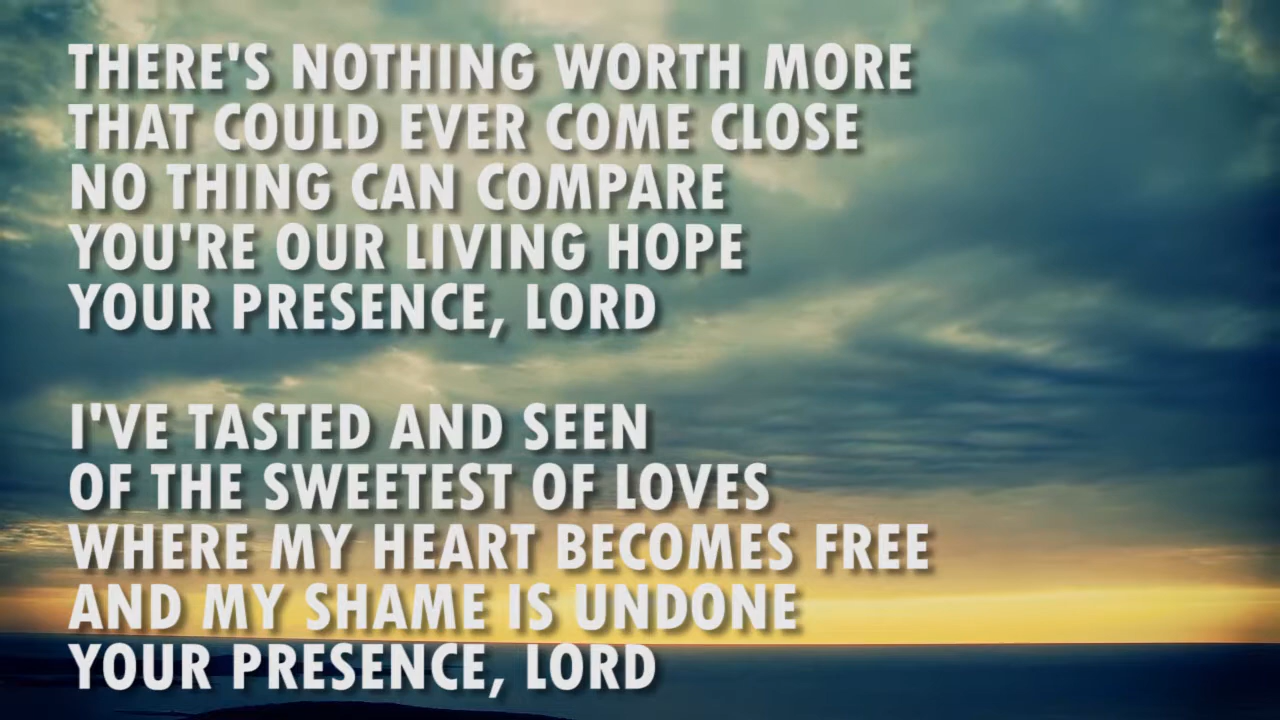 THERE'S NOTHING WORTH MORE
THAT COULD EVER COME CLOSE
NO THING CAN COMPARE
YOU'RE OUR LIVING HOPE
YOUR PRESENCE, LORD
I'VE TASTED AND SEEN
OF THE SWEETEST OF LOVES
WHERE MY HEART BECOMES FREE
AND MY SHAME IS UNDONE
YOUR PRESENCE, LORD